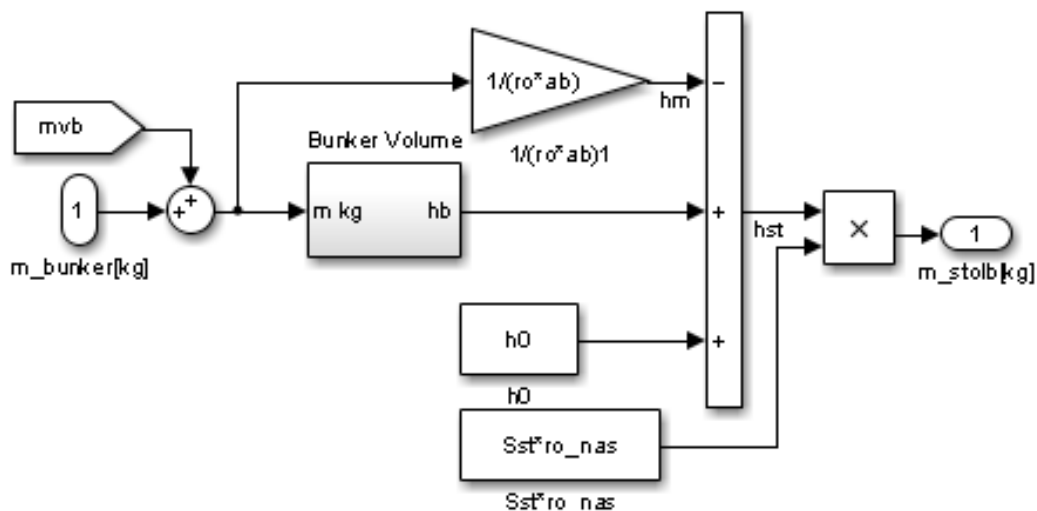 1/(ro*ab)
−
hm
mvb
Bunker Volume
1/(ro*ab)1
+
+
1
m kg
hb
+
hst
×
1
m_bunker[kg]
m_stolb[kg]
h0
+
h0
Sst*ro_nas
Sst*ro_nas